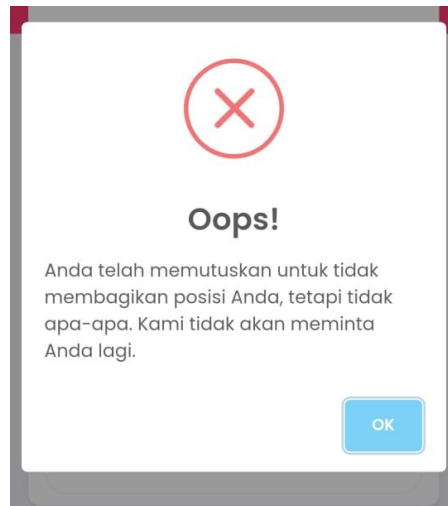 Oops!
Anda telah memutuskan untuk tidak
membagikan posisi Anda, tetapi tidak
apa-apa. Kami tidak akan meminta
Anda lagi.
OK